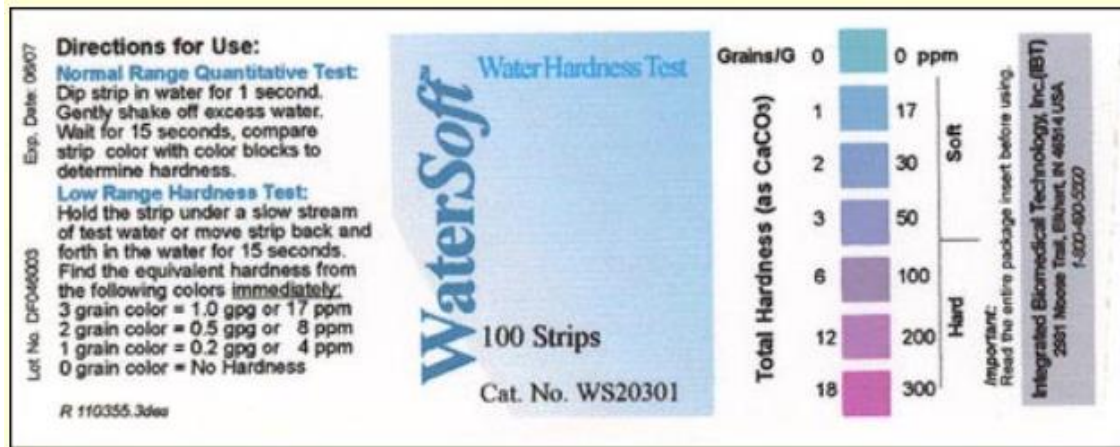 Exp. Date: 06/07
Lot No. DF046003
Directions for Use:
Normal Range Quantitative Test:
Dip strip in water for 1 second.
Gently shake off excess water.
Wait for 15 seconds, compare
strip color with color blocks to
determine hardness.
Low Range Hardness Test:
Hold the strip under a slow stream
of test water or move strip back and
forth in the water for 15 seconds.
Find the equivalent hardness from
the following colors immediately:
3 grain color = 1.0 gpg or 17 ppm
2 grain color = 0.5 gpg or 8 ppm
1 grain color = 0.2 gpg or 4 ppm
0 grain color = No Hardness
R 110355.3dea
WaterSoft™
Water Hardness Test
100 Strips
Cat. No. WS20301
Total Hardness (as CaCO₃)
Grains/G 0 0 ppm
1 17
2 30
3 50
6 100
12 200
18 300
Soft
Hard
Important:
Read the entire package insert before using.
Integrated Biomedical Technology, Inc.(IBT)
2931 Moose Trail, Elkhart, IN 46514 USA